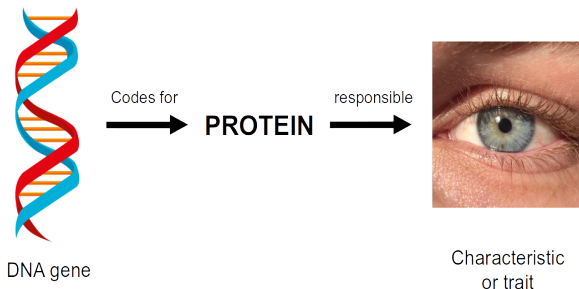 Codes for
responsible
PROTEIN
DNA gene
Characteristic
or trait